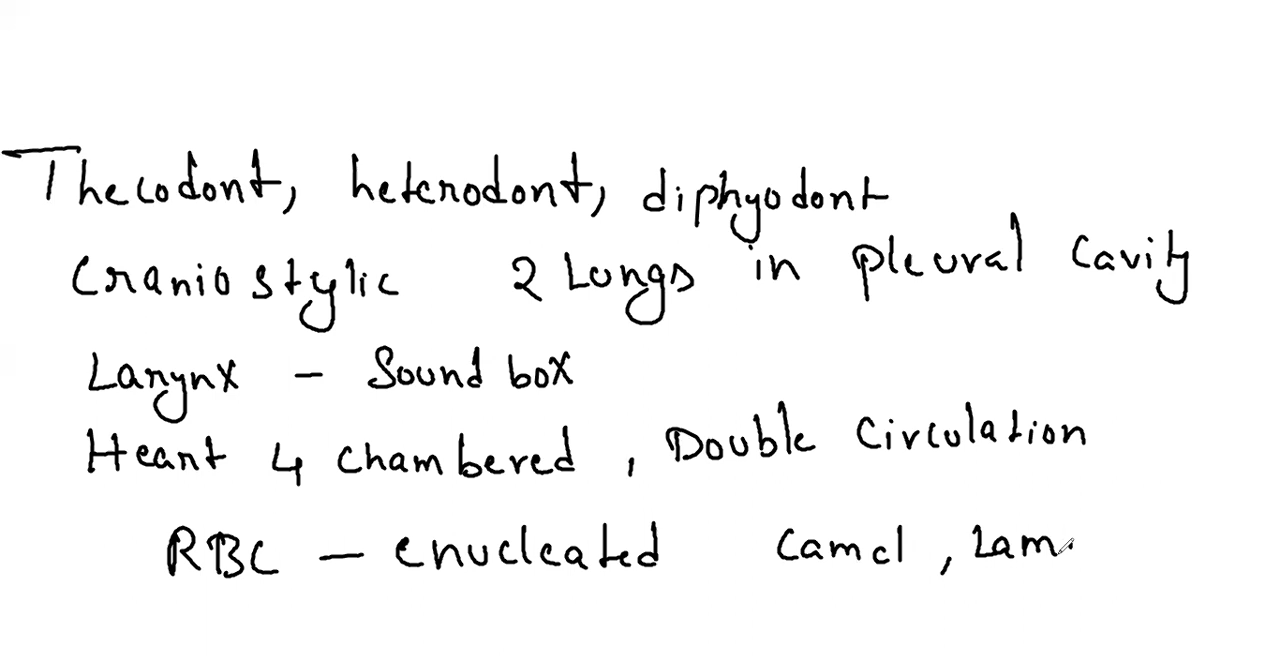 Thecodont, heterodont, diphyodont
Craniostylic 2 Lungs in pleural Cavity
Larynx - Sound box
Heart 4 chambered, Double Circulation
RBC - enucleated Camel, Lam